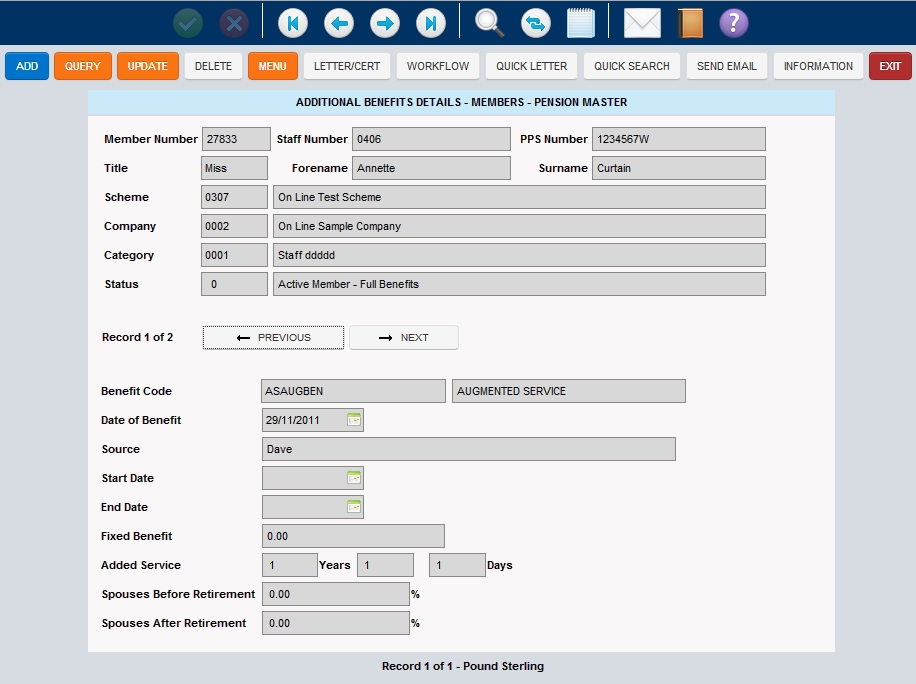 ?
ADD QUERY UPDATE DELETE MENU LETTER/CERT WORKFLOW QUICK LETTER QUICK SEARCH SEND EMAIL INFORMATION EXIT
ADDITIONAL BENEFITS DETAILS - MEMBERS - PENSION MASTER
Member Number 27833 Staff Number 0406 PPS Number 1234567W
Title Miss Forename Annette Surname Curtain
Scheme 0307 On Line Test Scheme
Company 0002 On Line Sample Company
Category 0001 Staff ddddd
Status 0 Active Member - Full Benefits
Record 1 of 2 PREVIOUS NEXT
Benefit Code ASAUGBEN AUGMENTED SERVICE
Date of Benefit 29/11/2011
Source Dave
Start Date
End Date
Fixed Benefit 0.00
Added Service 1 Years 1 1 Days
Spouses Before Retirement 0.00 %
Spouses After Retirement 0.00 %
Record 1 of 1 - Pound Sterling